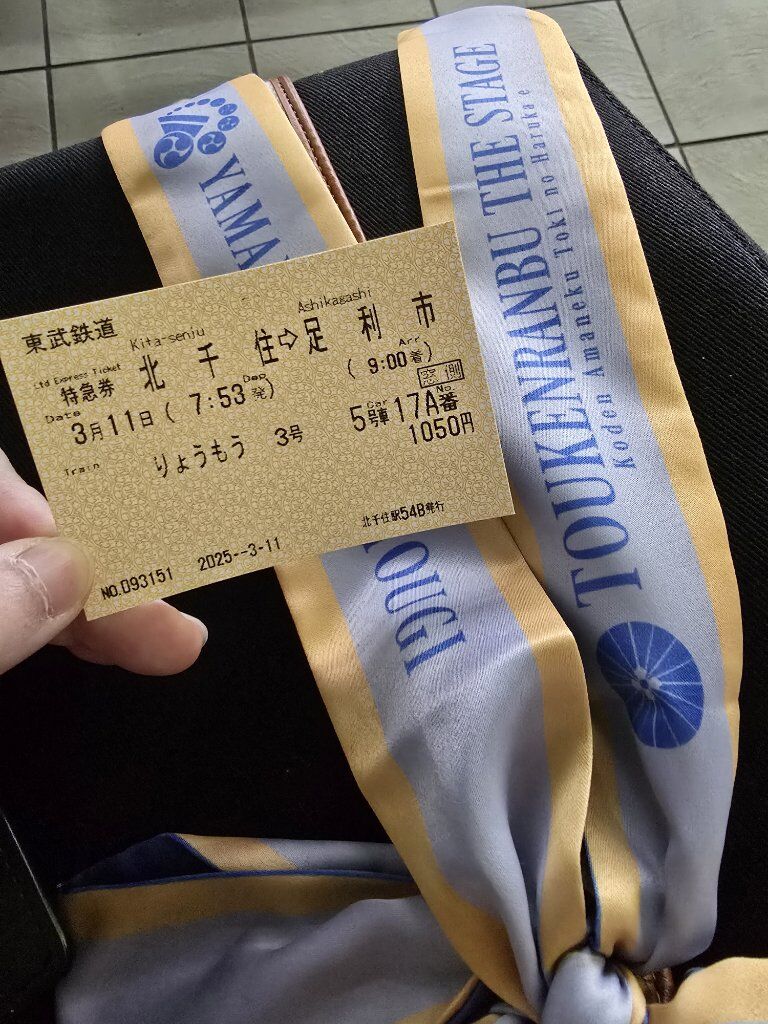 東武鉄道
Kita-senju
Ashikagashi
北千住⇨足利市
Ltd Express Ticket
特急券
Date
Dep
Arr
3月11日( 7:53発)
( 9:00着)
窓側
Train
Car
No
りょうもう 3号
5号車 17A番
1050円
2025--3-11
北千住駅54B発行
NO.093151
YAMA
GUO
TOUKENRANBU THE STAGE
Koden Amaneku Toki no Haruka e